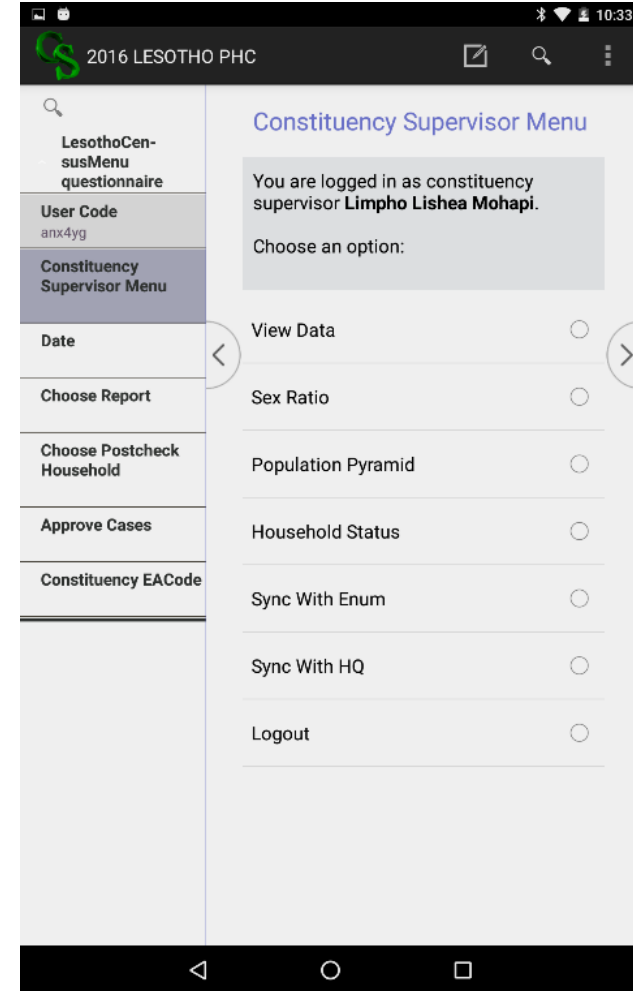 10:33
CS 2016 LESOTHO PHC
LesothoCen-
susMenu
questionnaire
User Code
anx4yg
Constituency
Supervisor Menu
Date
Choose Report
Choose Postcheck
Household
Approve Cases
Constituency EACode
Constituency Supervisor Menu
You are logged in as constituency
supervisor Limpho Lishea Mohapi.
Choose an option:
View Data
Sex Ratio
Population Pyramid
Household Status
Sync With Enum
Sync With HQ
Logout